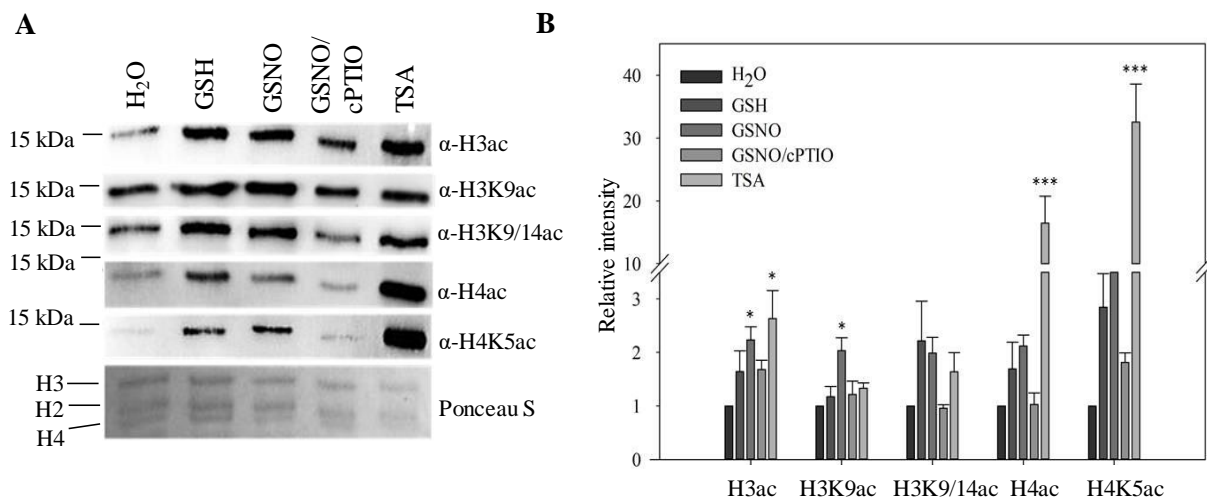 A
H2O
GSH
GSNO
GSNO/
cPTIO
TSA
15 kDa
α-H3ac
15 kDa
α-H3K9ac
15 kDa
α-H3K9/14ac
15 kDa
α-H4ac
15 kDa
α-H4K5ac
H3
H2
H4
Ponceau S
B
Relative intensity
40
30
20
10
3
2
1
0
H2O
GSH
GSNO
GSNO/cPTIO
TSA
*
*
*
***
***
H3ac
H3K9ac
H3K9/14ac
H4ac
H4K5ac